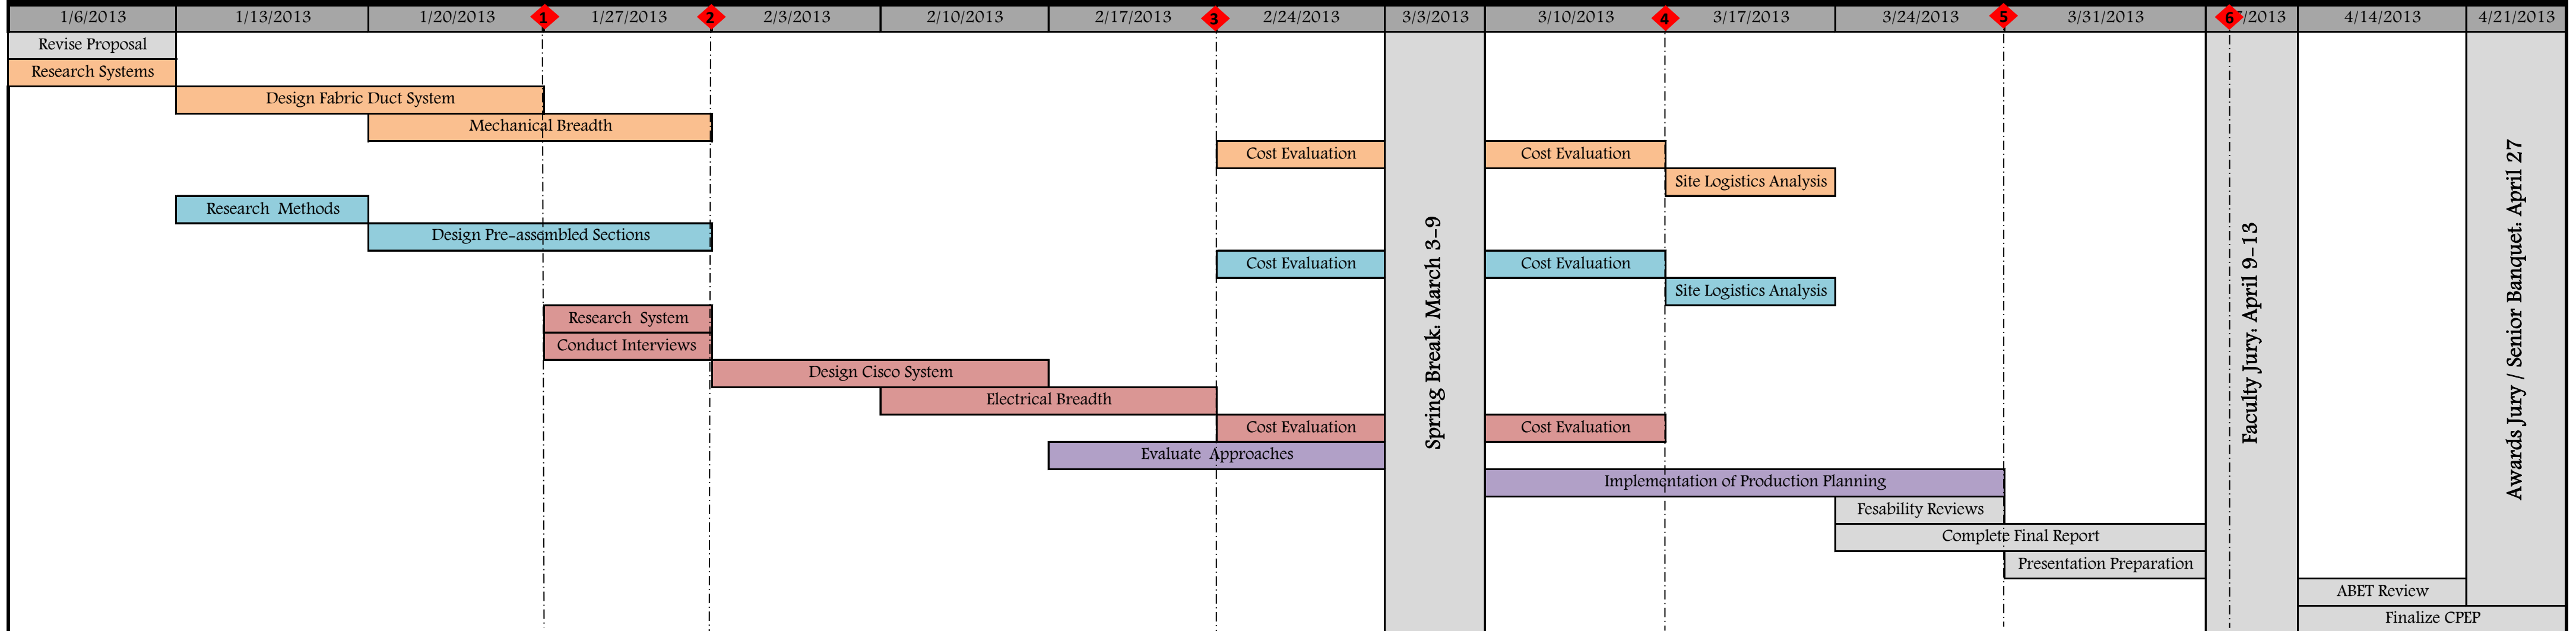 1/6/2013
1/13/2013
1/20/2013
1
1/27/2013
2
2/3/2013
2/10/2013
2/17/2013
3
2/24/2013
3/3/2013
3/10/2013
4
3/17/2013
3/24/2013
5
3/31/2013
6
/2013
4/14/2013
4/21/2013
Revise Proposal
Research Systems
Design Fabric Duct System
Mechanical Breadth
Cost Evaluation
Cost Evaluation
Site Logistics Analysis
Research Methods
Design Pre-assembled Sections
Cost Evaluation
Cost Evaluation
Site Logistics Analysis
Research System
Conduct Interviews
Design Cisco System
Electrical Breadth
Cost Evaluation
Cost Evaluation
Evaluate Approaches
Implementation of Production Planning
Fesability Reviews
Complete Final Report
Presentation Preparation
ABET Review
Finalize CPEP
Spring Break: March 3-9
Faculty Jury: April 9-13
Awards Jury / Senior Banquet: April 27